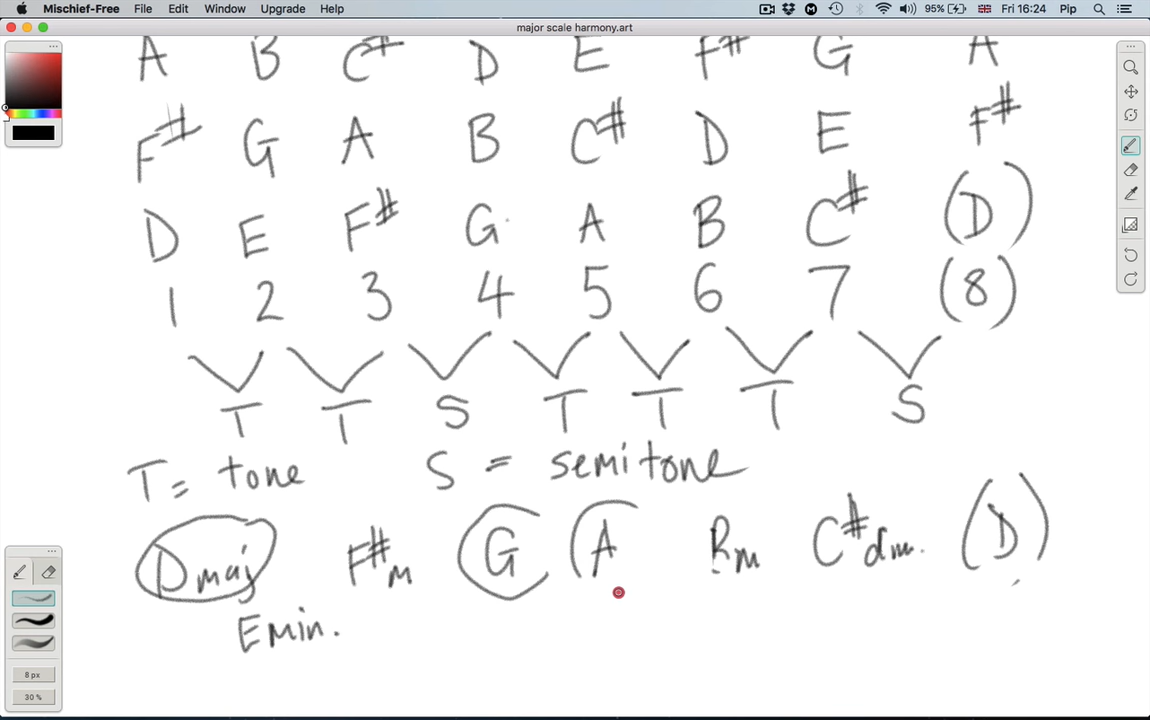 Mischief-Free File Edit Window Upgrade Help 95% Fri 16:24 Pip
major scale harmony.art
A B C# D E F# G A
F# G A B C# D E F#
D E F# G A B C# (D)
1 2 3 4 5 6 7 (8)
T T S T T T S
T= tone S = semitone
Dmaj F#m G A Bm C#dm. (D)
Emin.
8 px
30 %